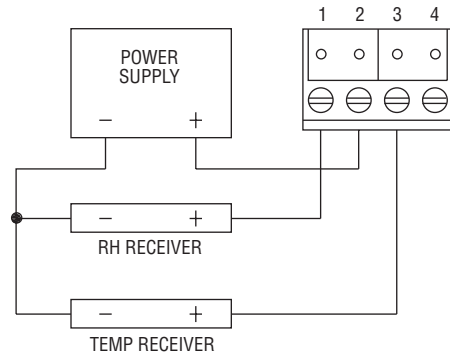 1 2 3 4
POWER
SUPPLY
− +
− +
RH RECEIVER
− +
TEMP RECEIVER